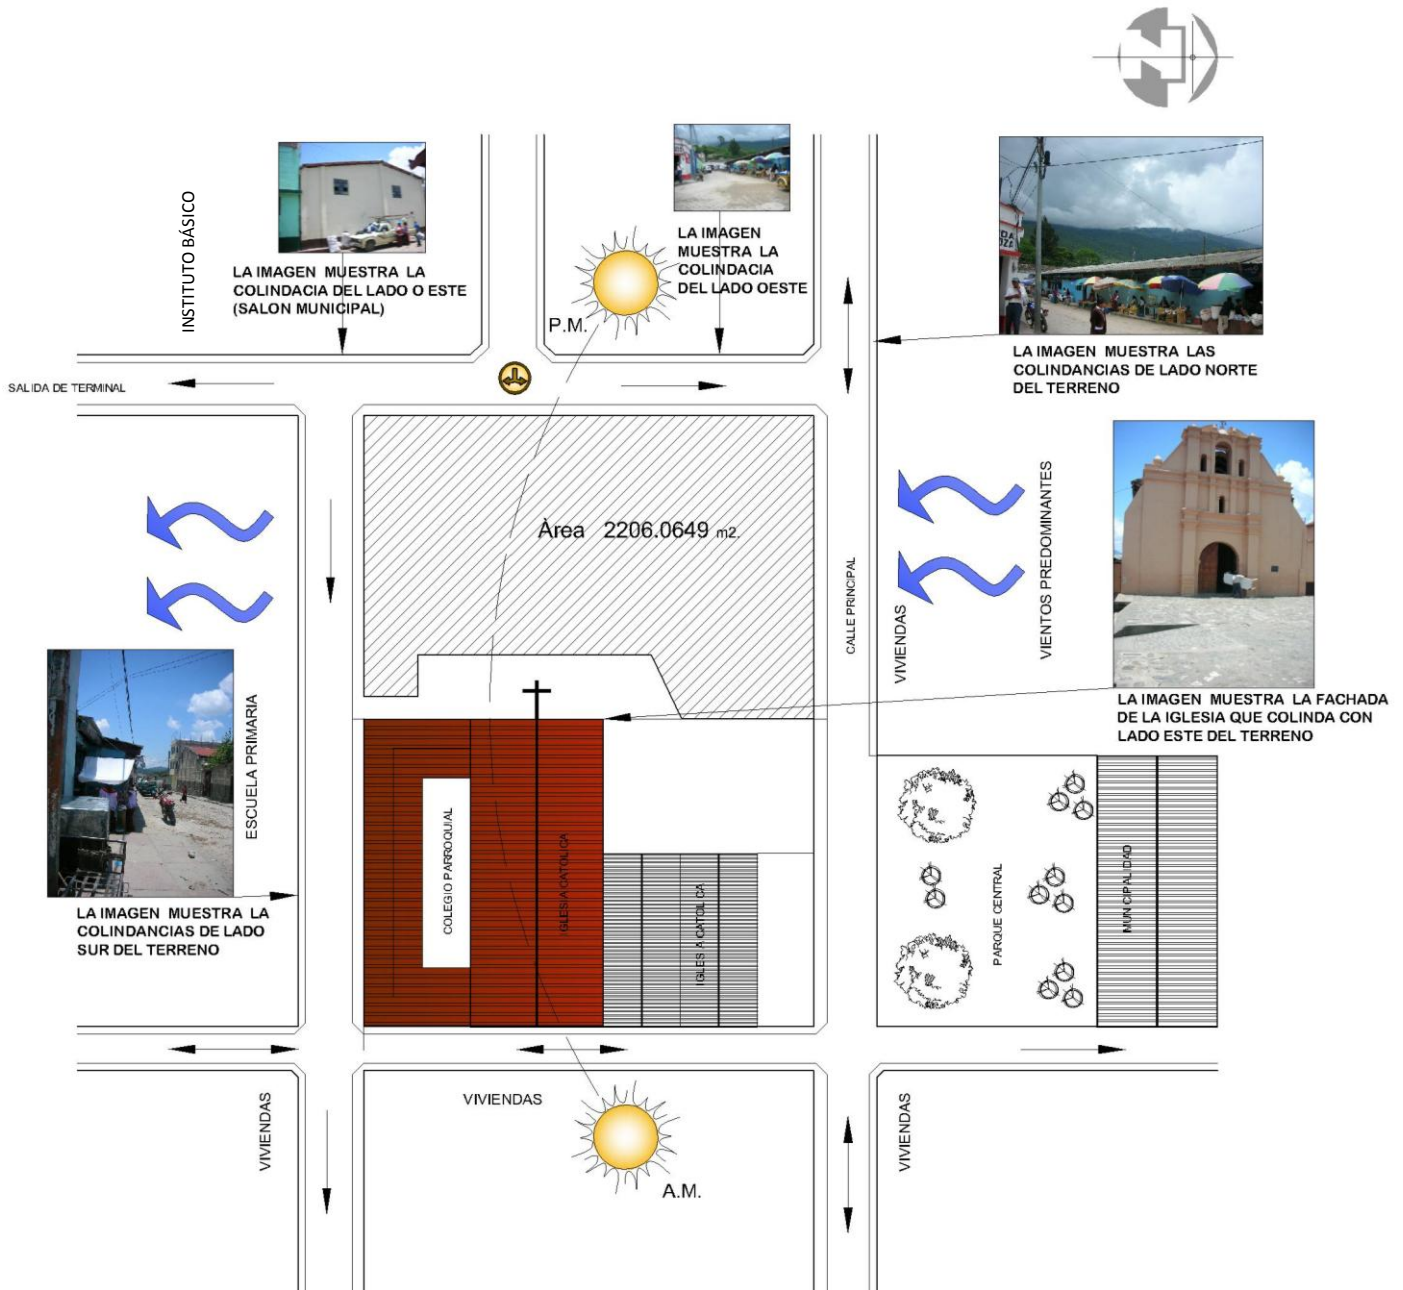 N
INSTITUTO BÁSICO
LA IMAGEN MUESTRA LA
COLINDACIA DEL LADO O ESTE
(SALON MUNICIPAL)
LA IMAGEN
MUESTRA LA
COLINDACIA
DEL LADO OESTE
P.M.
LA IMAGEN MUESTRA LAS
COLINDANCIAS DE LADO NORTE
DEL TERRENO
SALIDA DE TERMINAL
Àrea 2206.0649 m2.
CALLE PRINCIPAL
VIVIENDAS
VIENTOS PREDOMINANTES
LA IMAGEN MUESTRA LA FACHADA
DE LA IGLESIA QUE COLINDA CON
LADO ESTE DEL TERRENO
ESCUELA PRIMARIA
LA IMAGEN MUESTRA LA
COLINDANCIAS DE LADO
SUR DEL TERRENO
COLEGIO PARROQUIAL
IGLESIA CATOLICA
IGLESIA CATOLICA
PARQUE CENTRAL
MUNICIPALIDAD
VIVIENDAS
VIVIENDAS
VIVIENDAS
A.M.